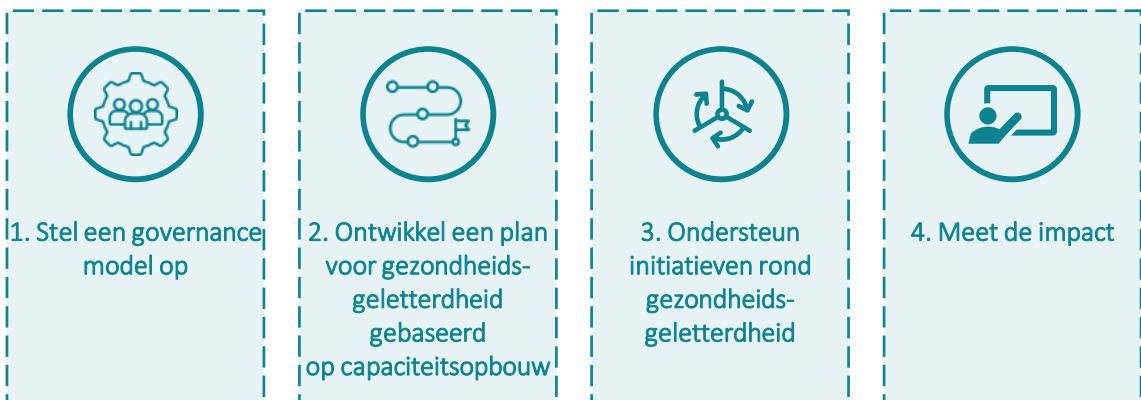 1. Stel een governance
model op
2. Ontwikkel een plan
voor gezondheids-
geletterdheid
gebaseerd
op capaciteitsopbouw
3. Ondersteun
initiatieven rond
gezondheids-
geletterdheid
4. Meet de impact